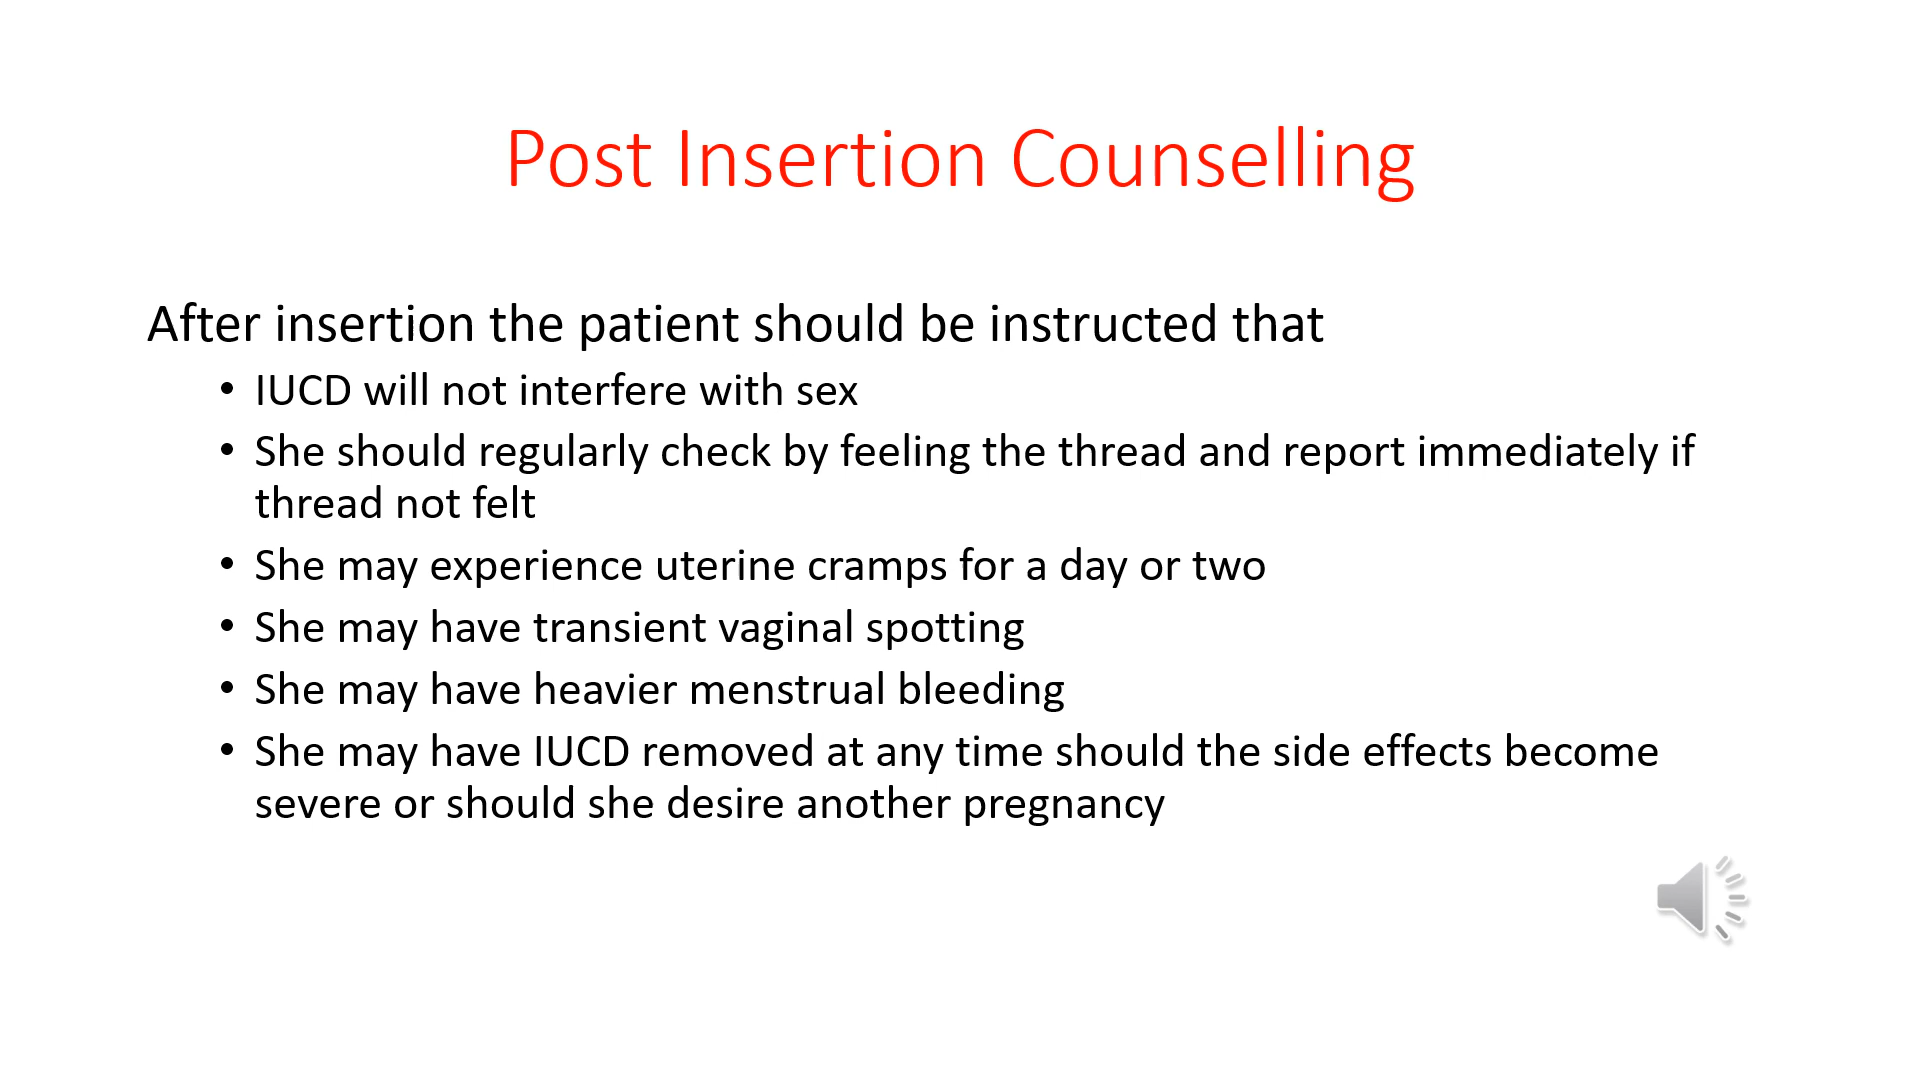 Post Insertion Counselling
After insertion the patient should be instructed that
• IUCD will not interfere with sex
• She should regularly check by feeling the thread and report immediately if
thread not felt
• She may experience uterine cramps for a day or two
• She may have transient vaginal spotting
• She may have heavier menstrual bleeding
• She may have IUCD removed at any time should the side effects become
severe or should she desire another pregnancy